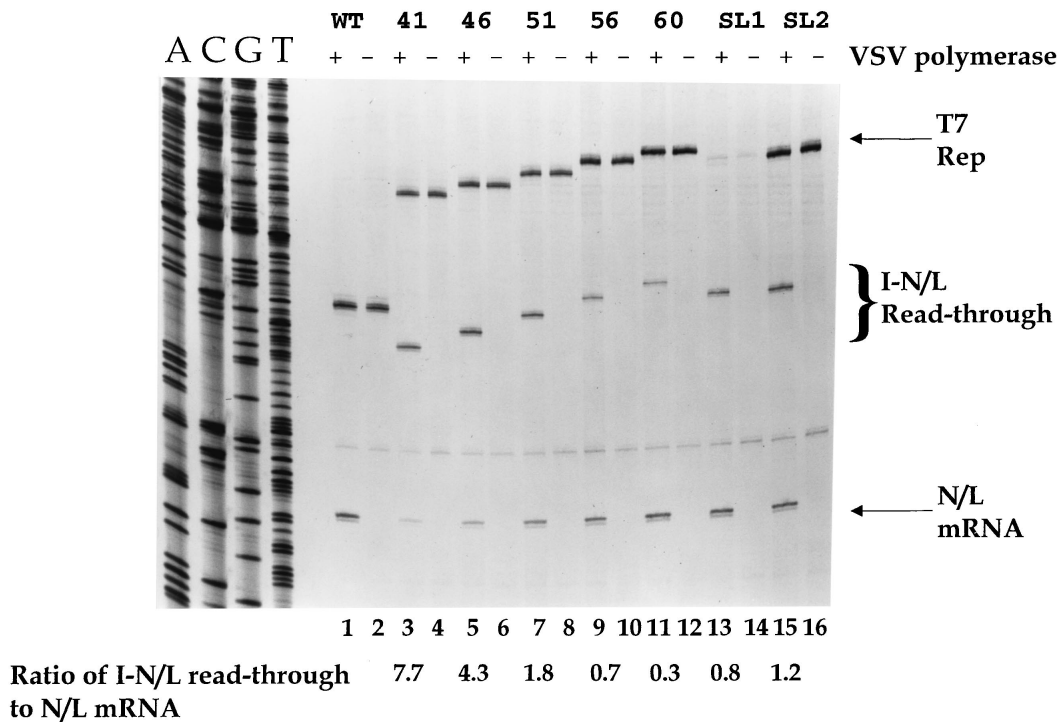 WT 41 46 51 56 60 SL1 SL2
A C G T
+ – + – + – + – + – + – + – + – VSV polymerase
T7
Rep
I-N/L
Read-through
N/L
mRNA
1 2 3 4 5 6 7 8 9 10 11 12 13 14 15 16
Ratio of I-N/L read-through 7.7 4.3 1.8 0.7 0.3 0.8 1.2
to N/L mRNA